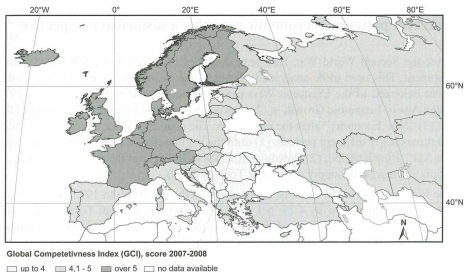 20°W 0° 20°E 40°E 60°E 80°E
60°N
40°N
N
Global Competetivness Index (GCI), score 2007-2008
up to 4 4,1 - 5 over 5 no data available